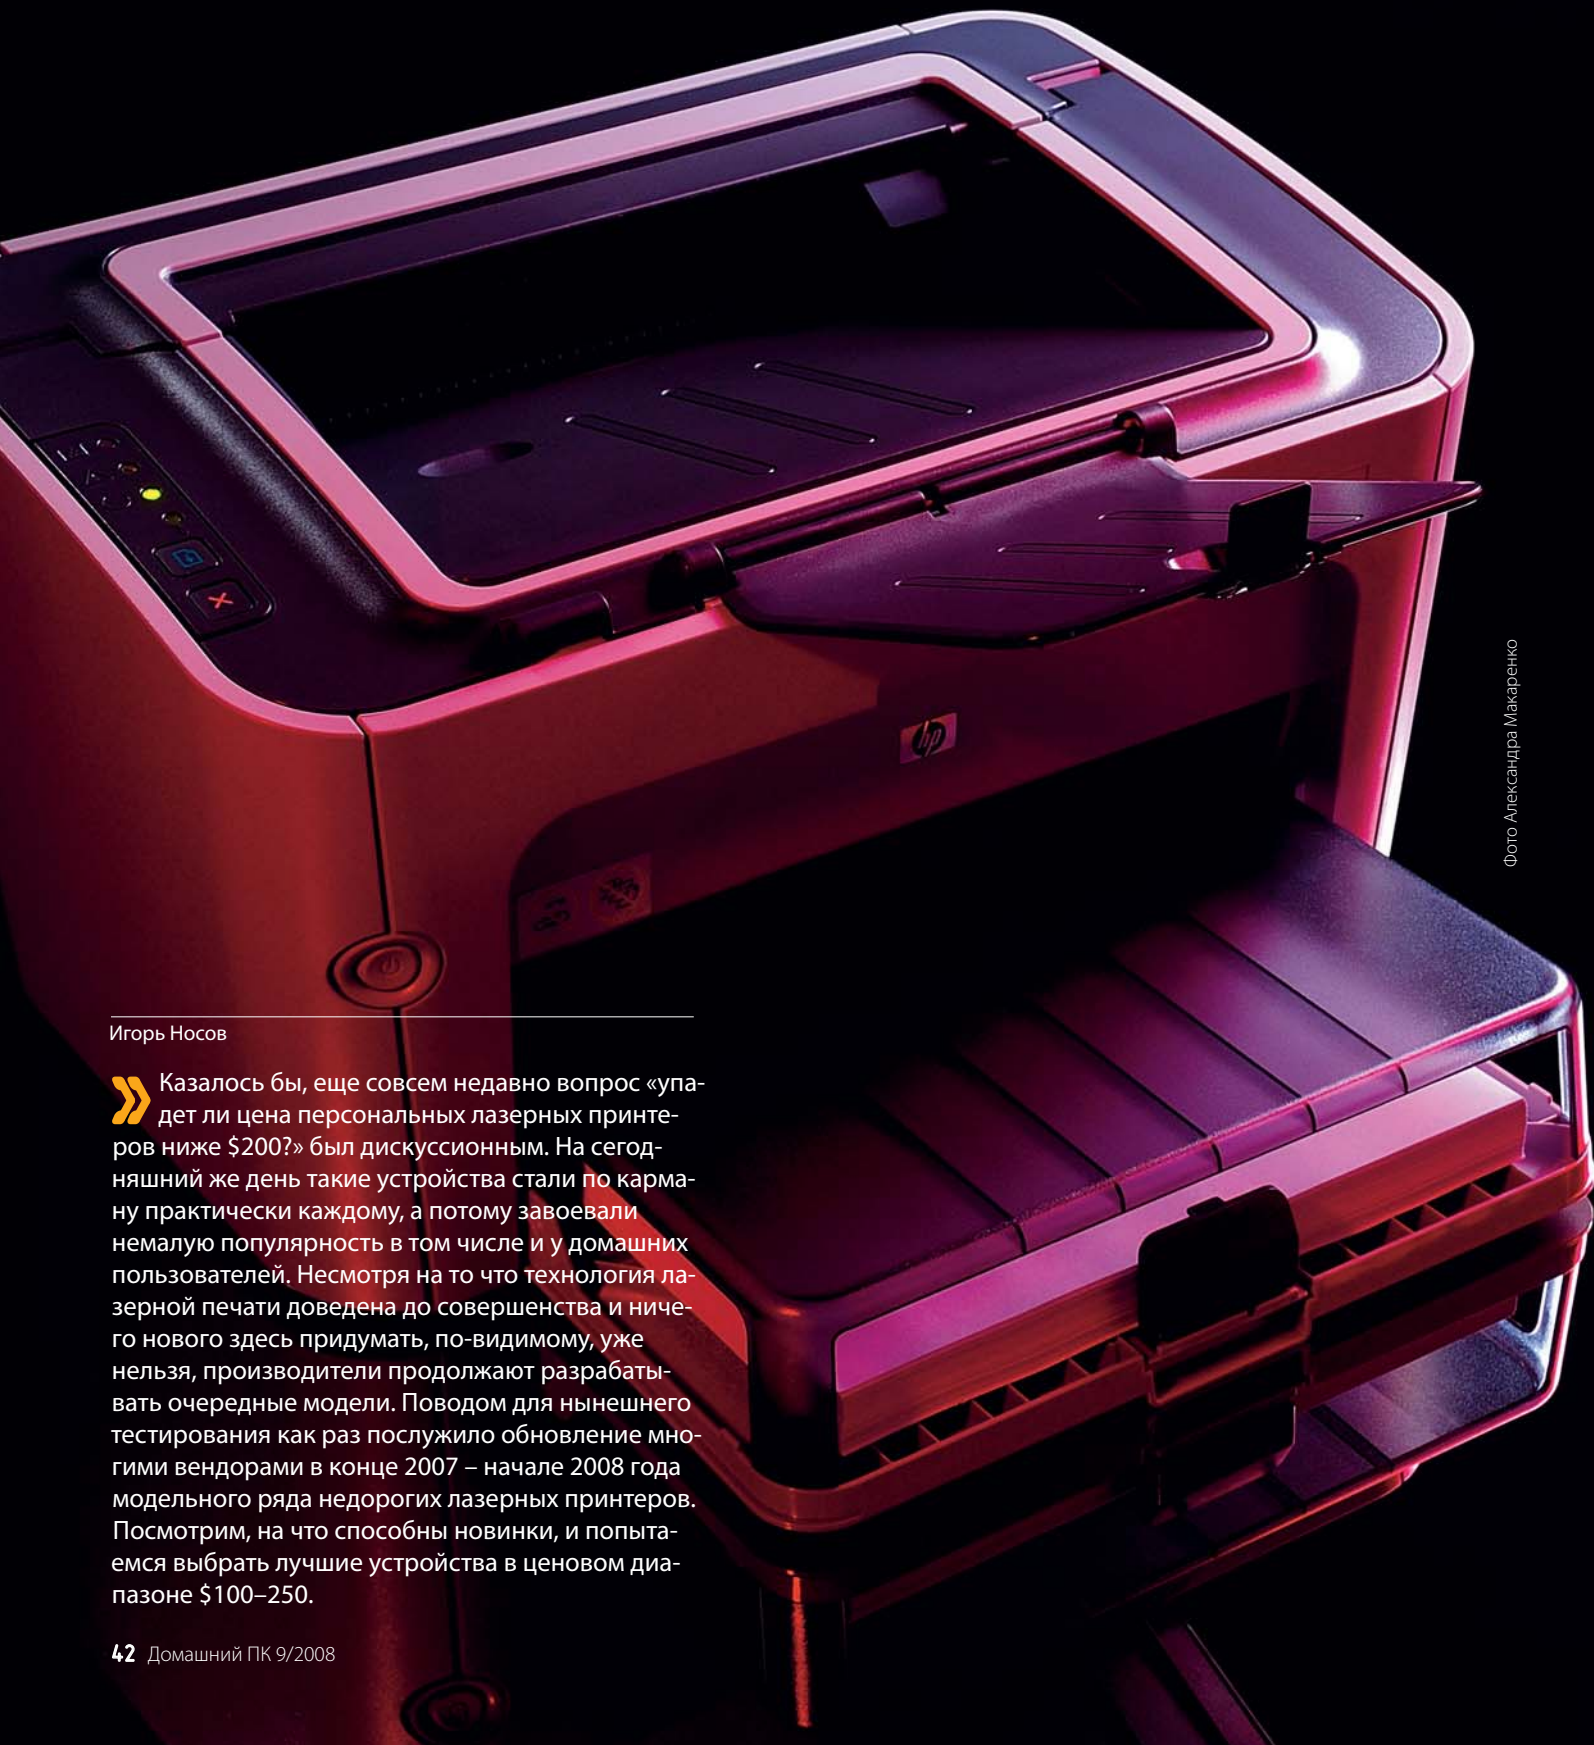 hp
Фото Александра Макаренко
Игорь Носов
Казалось бы, еще совсем недавно вопрос «упа-
дет ли цена персональных лазерных принте-
ров ниже $200?» был дискуссионным. На сегод-
няшний же день такие устройства стали по карма-
ну практически каждому, а потому завоевали
немалую популярность в том числе и у домашних
пользователей. Несмотря на то что технология ла-
зерной печати доведена до совершенства и ниче-
го нового здесь придумать, по-видимому, уже
нельзя, производители продолжают разрабаты-
вать очередные модели. Поводом для нынешнего
тестирования как раз послужило обновление мно-
гими вендорами в конце 2007 – начале 2008 года
модельного ряда недорогих лазерных принтеров.
Посмотрим, на что способны новинки, и попыта-
емся выбрать лучшие устройства в ценовом диа-
пазоне $100–250.
42 Домашний ПК 9/2008